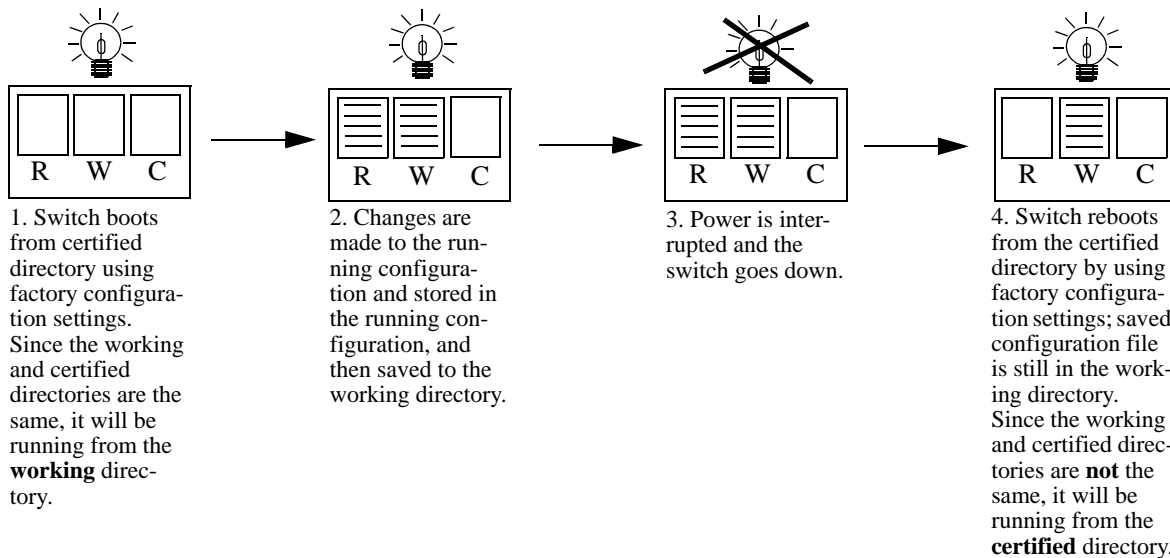 R W C
1. Switch boots
from certified
directory using
factory configura-
tion settings.
Since the working
and certified
directories are the
same, it will be
running from the
working direc-
tory.
R W C
2. Changes are
made to the run-
ning configura-
tion and stored in
the running con-
figuration, and
then saved to the
working directory.
R W C
3. Power is inter-
rupted and the
switch goes down.
R W C
4. Switch reboots
from the certified
directory by using
factory configura-
tion settings; saved
configuration file
is still in the work-
ing directory.
Since the working
and certified direc-
tories are not the
same, it will be
running from the
certified directory.